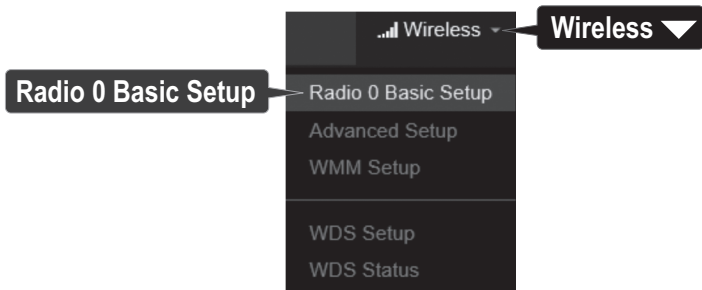 Wireless
Wireless
Radio 0 Basic Setup
Radio 0 Basic Setup
Advanced Setup
WMM Setup
WDS Setup
WDS Status